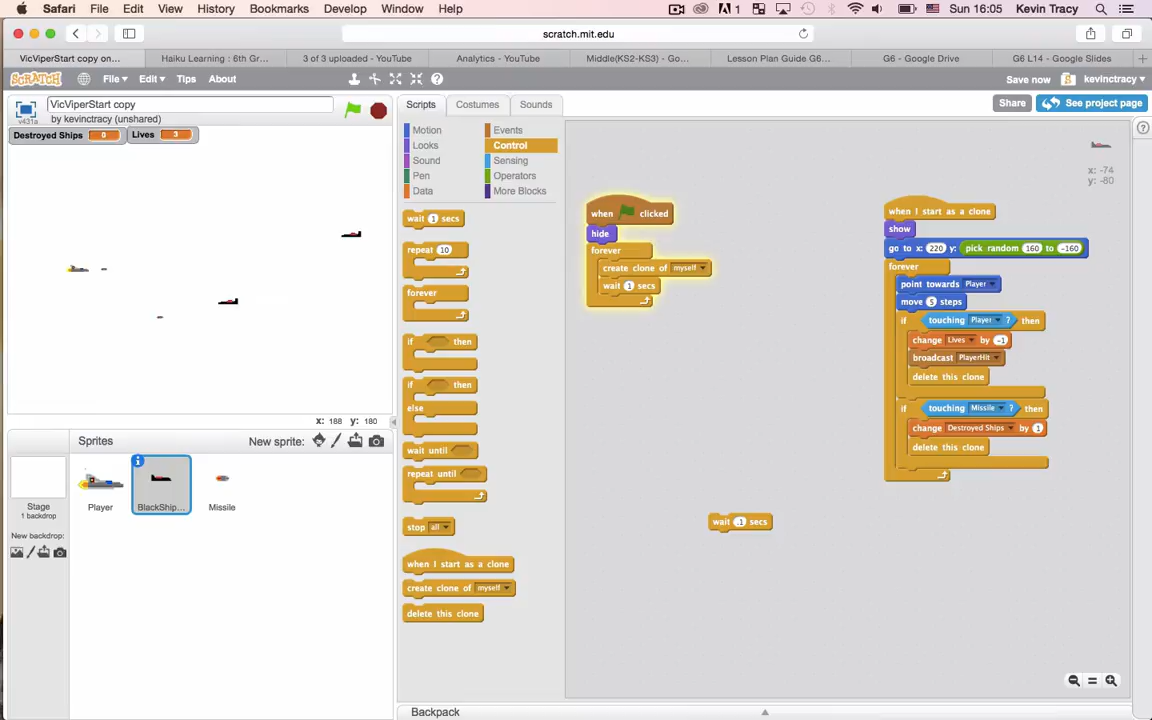 Safari File Edit View History Bookmarks Develop Window Help 1 Sun 16:05 Kevin Tracy
scratch.mit.edu
VicViperStart copy on... Haiku Learning : 6th Gr... 3 of 3 uploaded - YouTube Analytics - YouTube Middle(KS2-KS3) - Go... Lesson Plan Guide G6... G6 - Google Drive G6 L14 - Google Slides
SCRATCH File Edit Tips About Save now kevinctracy
VicViperStart copy
by kevinctracy (unshared)
v431a
Scripts Costumes Sounds
Share See project page
Destroyed Ships 0 Lives 3
Motion Events
Looks Control
Sound Sensing
Pen Operators
Data More Blocks
x: -74
y: -80
wait 1 secs
repeat 10
forever
if then
if then
else
wait until
repeat until
stop all
when I start as a clone
create clone of myself
delete this clone
when clicked
hide
forever
create clone of myself
wait 1 secs
when I start as a clone
show
go to x: 220 y: pick random 160 to -160
forever
point towards Player
move 5 steps
if touching Player ? then
change Lives by -1
broadcast PlayerHit
delete this clone
if touching Missile ? then
change Destroyed Ships by 1
delete this clone
wait .1 secs
x: 188 y: 180
Sprites New sprite:
Stage
1 backdrop
New backdrop:
Player BlackShip... Missile
Backpack